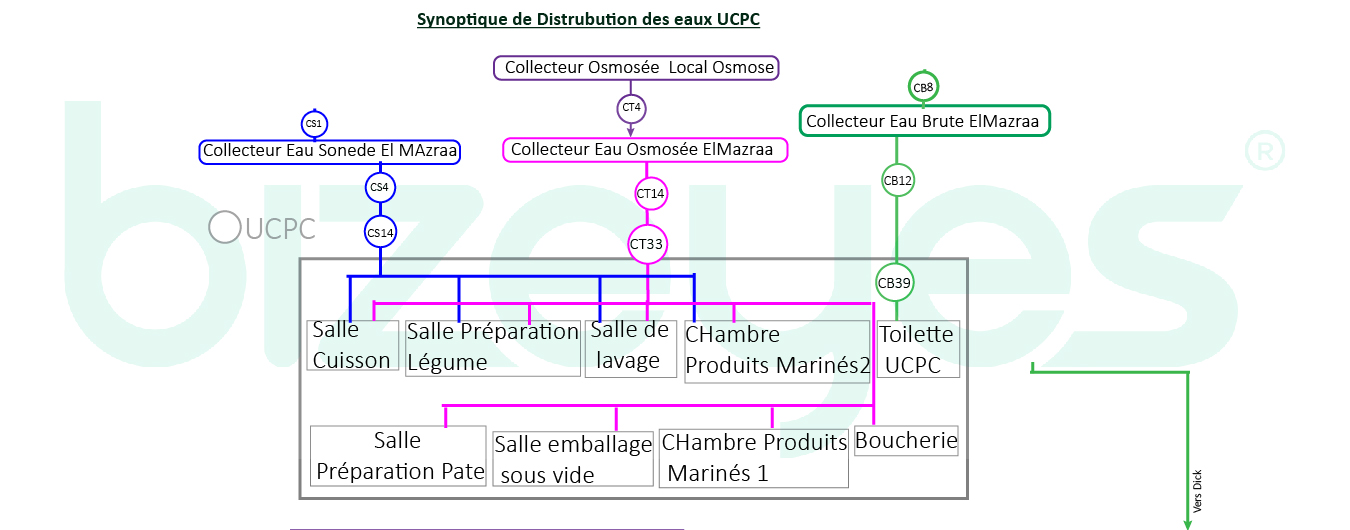 Synoptique de Distrubution des eaux UCPC
Collecteur Osmosée Local Osmose
CB8
CT4
CS1
Collecteur Eau Brute ElMazraa
Collecteur Eau Sonede El MAzraa
Collecteur Eau Osmosée ElMazraa
®
CS4
CT14
CB12
UCPC
CS14
CT33
bizeyes
CB39
Salle
Cuisson
Salle Préparation
Légume
Salle de
lavage
CHambre
Produits Marinés2
Toilette
UCPC
Salle
Préparation Pate
Salle emballage
sous vide
CHambre Produits
Marinés 1
Boucherie
Vers Dick